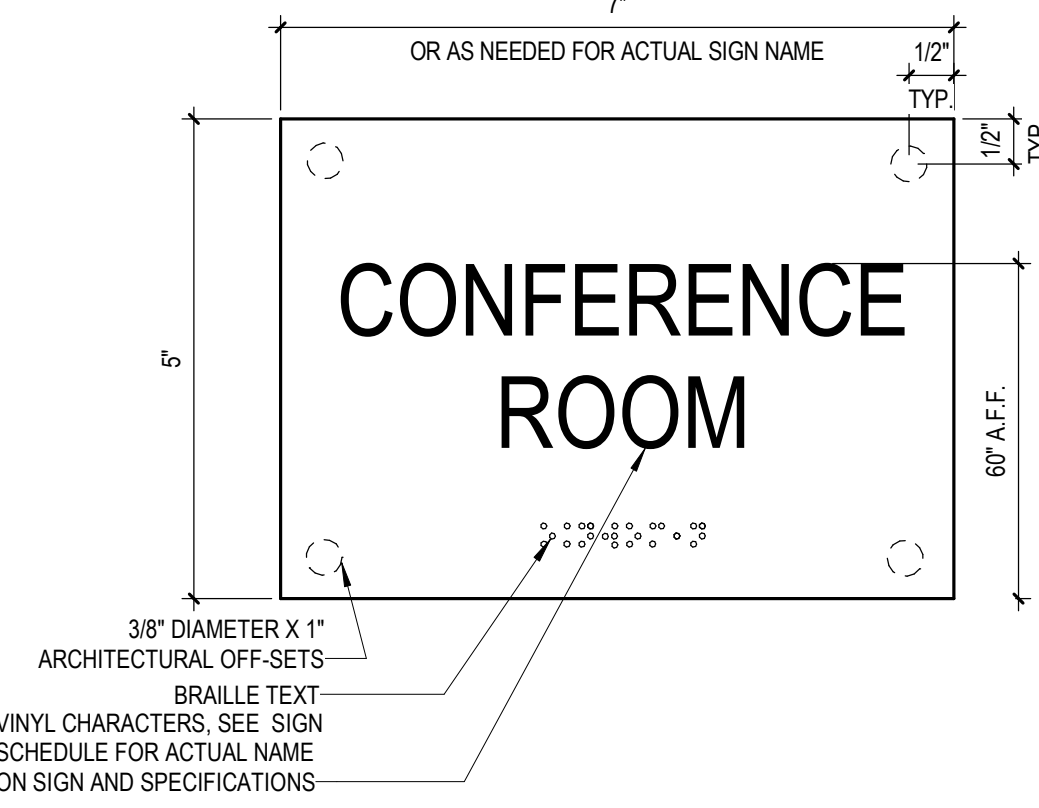 7"
OR AS NEEDED FOR ACTUAL SIGN NAME
1/2"
TYP.
1/2"
TYP.
5"
CONFERENCE
ROOM
60" A.F.F.
3/8" DIAMETER X 1"
ARCHITECTURAL OFF-SETS
BRAILLE TEXT
VINYL CHARACTERS, SEE SIGN
SCHEDULE FOR ACTUAL NAME
ON SIGN AND SPECIFICATIONS